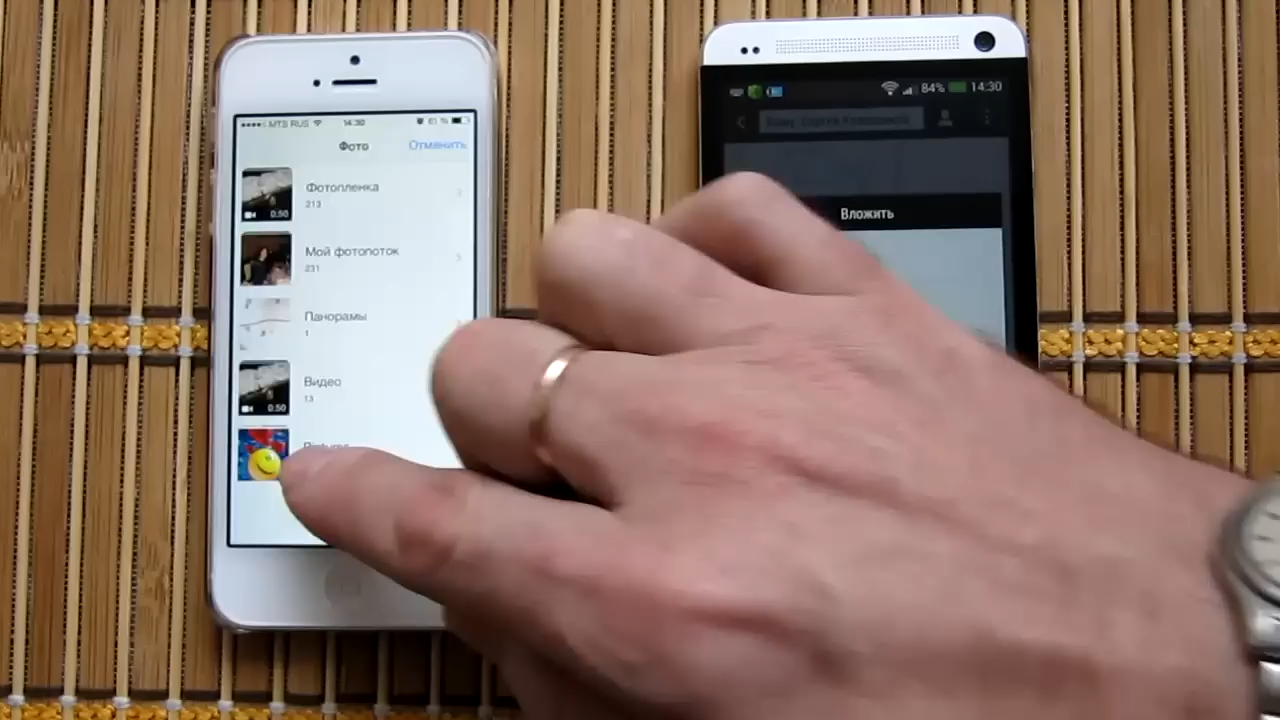 MTS RUS 14:30
Фото Отменить
Фотопленка
213
0:50
Мой фотопоток
231
Панорамы
1
Видео
13
0:50
Pictures
84% 14:30
Вложить